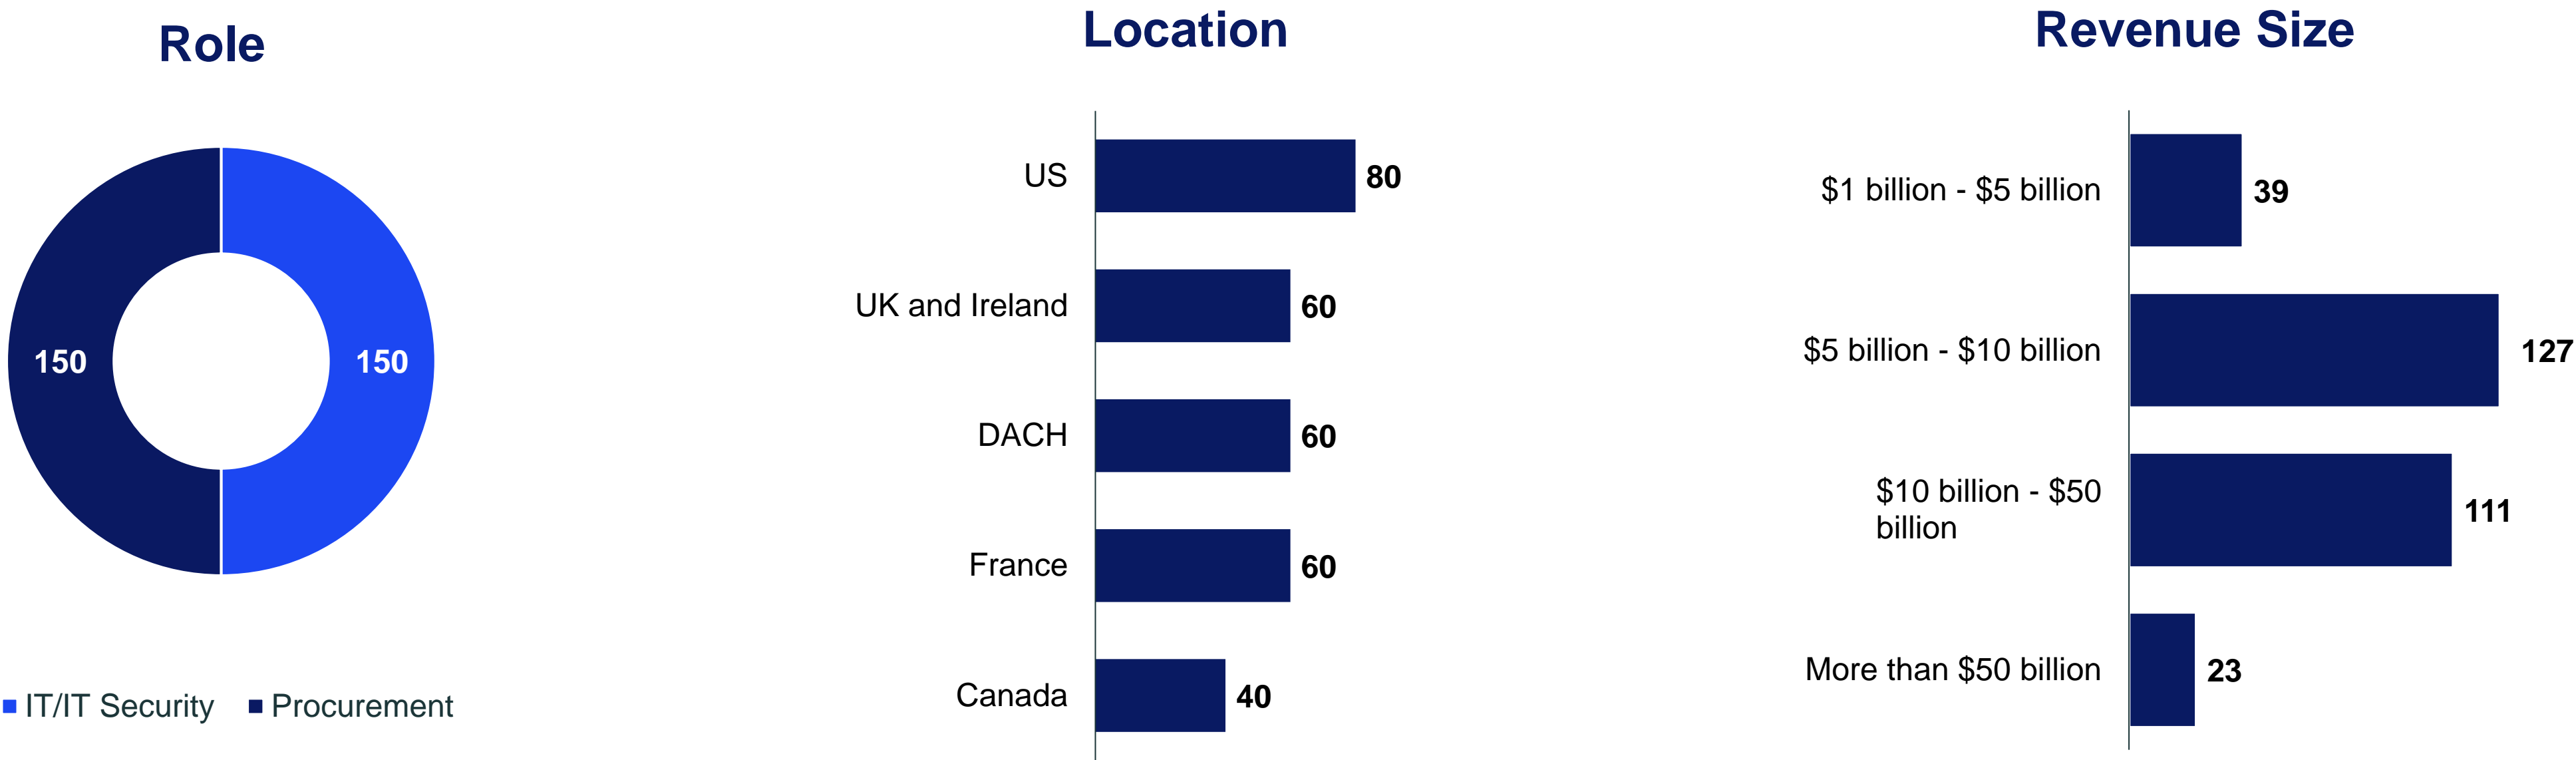 Role
150
150
IT/IT Security
Procurement
Location
US
80
UK and Ireland
60
DACH
60
France
60
Canada
40
Revenue Size
$1 billion - $5 billion
39
$5 billion - $10 billion
127
$10 billion - $50
billion
111
More than $50 billion
23